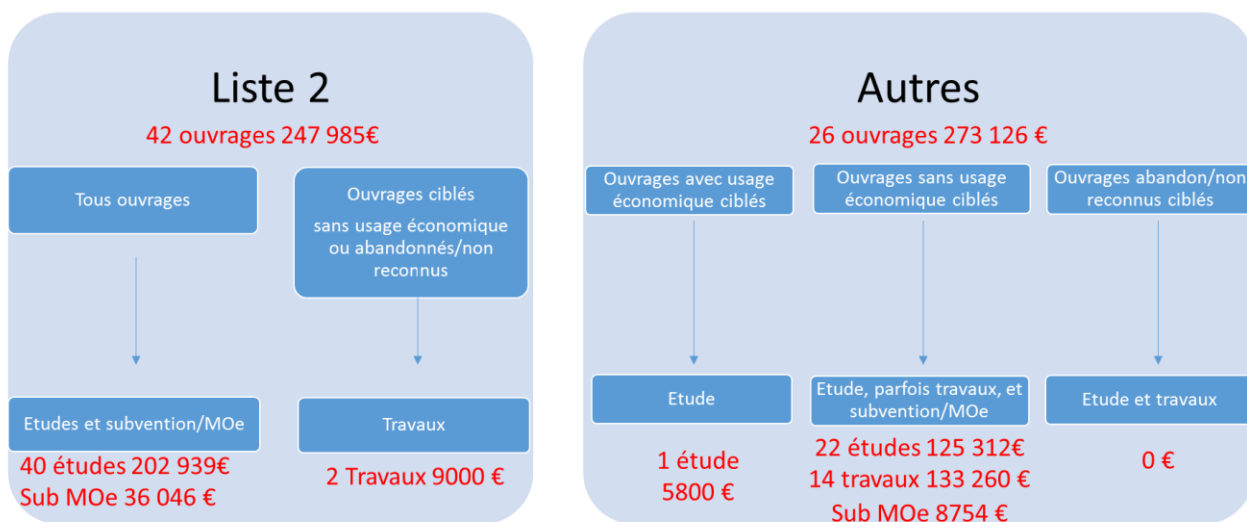 Liste 2
42 ouvrages 247 985€
Tous ouvrages
Ouvrages ciblés
sans usage économique
ou abandonnés/non
reconnus
Etudes et subvention/MOe
Travaux
40 études 202 939€
Sub MOe 36 046 €
2 Travaux 9000 €
Autres
26 ouvrages 273 126 €
Ouvrages avec usage
économique ciblés
Ouvrages sans usage
économique ciblés
Ouvrages abandon/non
reconnus ciblés
Etude
Etude, parfois travaux, et
subvention/MOe
Etude et travaux
1 étude
5800 €
22 études 125 312€
14 travaux 133 260 €
Sub MOe 8754 €
0 €